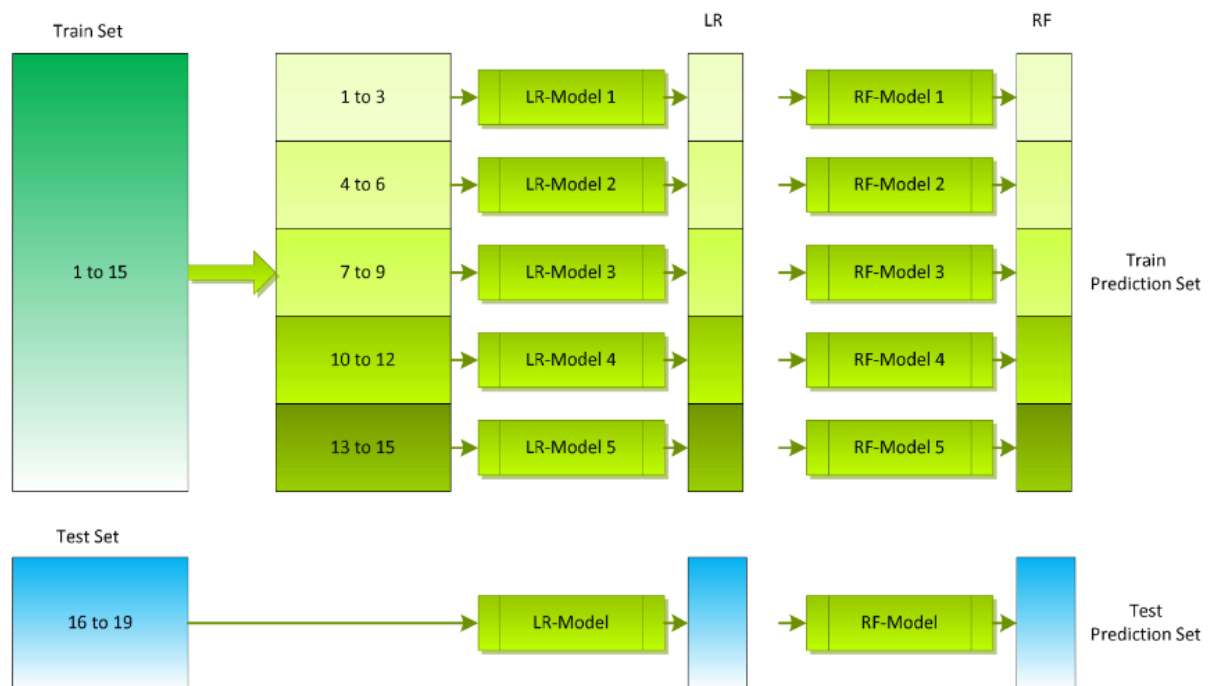 LR
RF
Train Set
1 to 3
LR-Model 1
RF-Model 1
4 to 6
LR-Model 2
RF-Model 2
1 to 15
7 to 9
LR-Model 3
RF-Model 3
Train
Prediction Set
10 to 12
LR-Model 4
RF-Model 4
13 to 15
LR-Model 5
RF-Model 5
Test Set
16 to 19
LR-Model
RF-Model
Test
Prediction Set